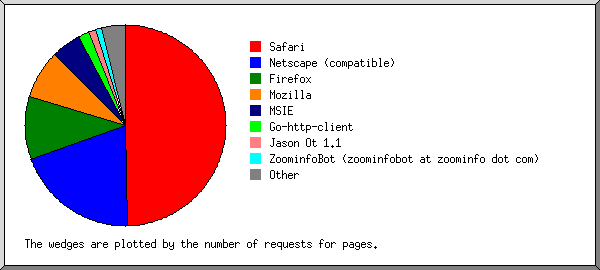 Safari
Netscape (compatible)
Firefox
Mozilla
MSIE
Go-http-client
Jason Ot 1.1
ZoominfoBot (zoominfobot at zoominfo dot com)
Other
The wedges are plotted by the number of requests for pages.